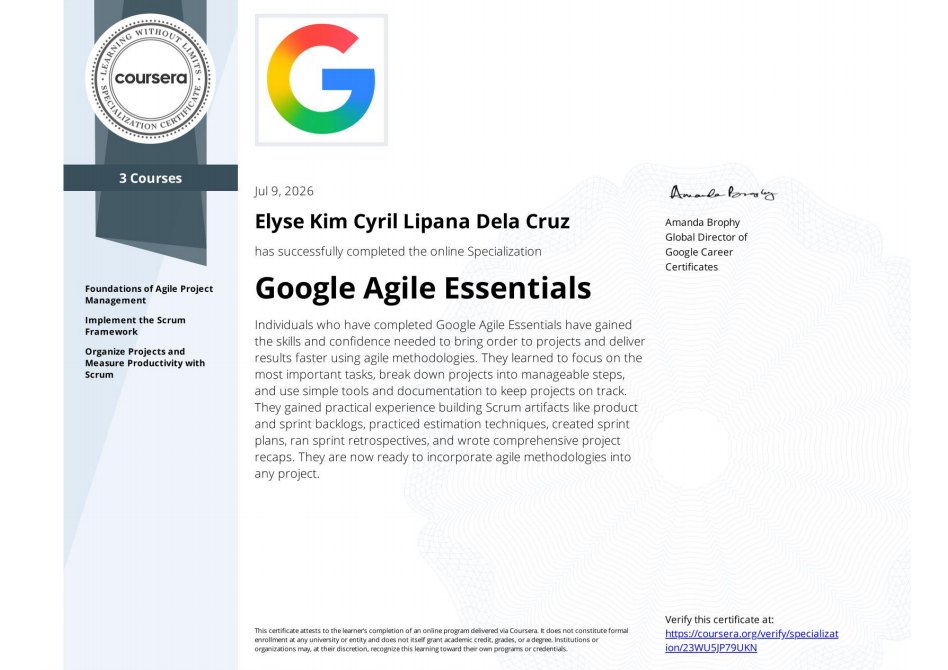 LEARNING WITHOUT LIMITS
coursera
SPECIALIZATION CERTIFICATE
3 Courses
Foundations of Agile Project
Management
Implement the Scrum
Framework
Organize Projects and
Measure Productivity with
Scrum
Jul 9, 2026
Elyse Kim Cyril Lipana Dela Cruz
has successfully completed the online Specialization
Google Agile Essentials
Individuals who have completed Google Agile Essentials have gained
the skills and confidence needed to bring order to projects and deliver
results faster using agile methodologies. They learned to focus on the
most important tasks, break down projects into manageable steps,
and use simple tools and documentation to keep projects on track.
They gained practical experience building Scrum artifacts like product
and sprint backlogs, practiced estimation techniques, created sprint
plans, ran sprint retrospectives, and wrote comprehensive project
recaps. They are now ready to incorporate agile methodologies into
any project.
Amanda Brophy
Amanda Brophy
Global Director of
Google Career
Certificates
This certificate attests to the learner's completion of an online program delivered via Coursera. It does not constitute formal
enrollment at any university or entity and does not itself grant academic credit, grades, or a degree. Institutions or
organizations may, at their discretion, recognize this learning toward their own programs or credentials.
Verify this certificate at:
https://coursera.org/verify/specializat
ion/23WU5JP79UKN